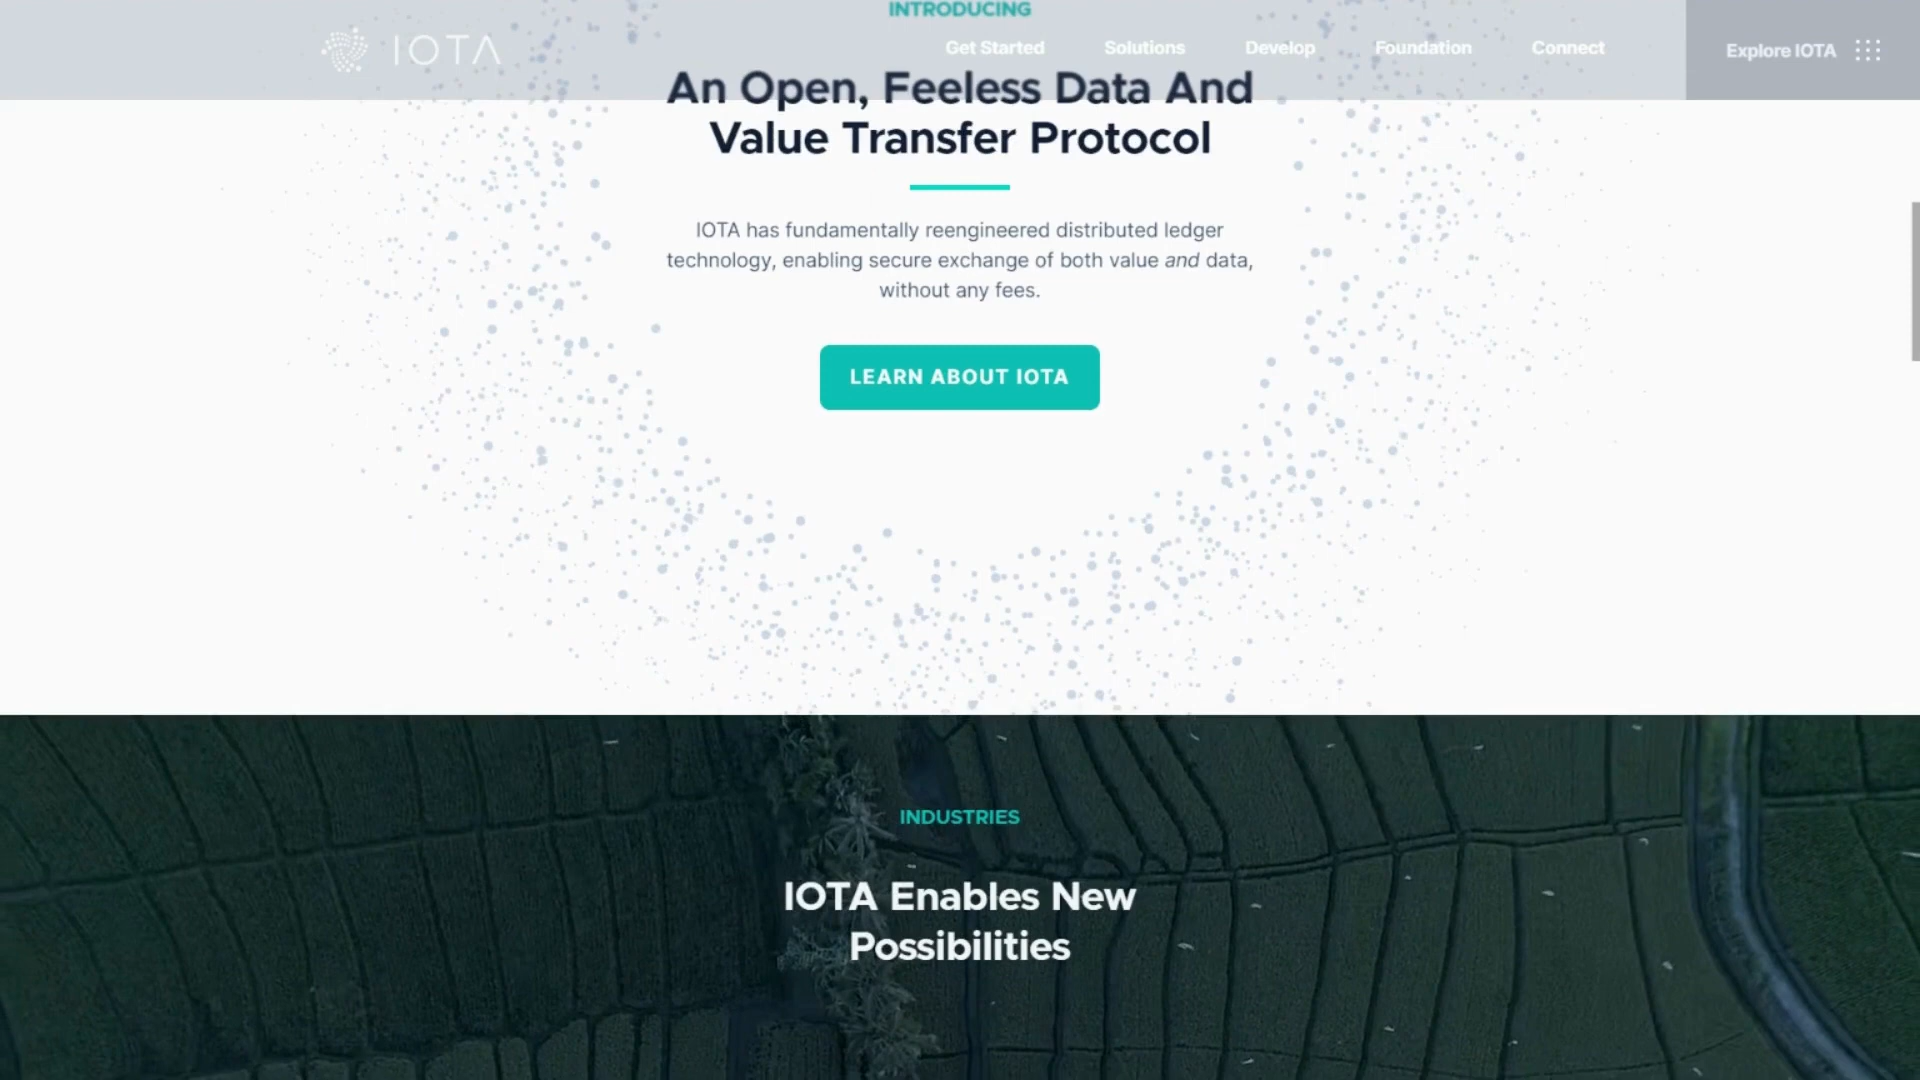 INTRODUCING
IOTA
Get Started
Solutions
Develop
Foundation
Connect
Explore IOTA
An Open, Feeless Data And
Value Transfer Protocol
IOTA has fundamentally reengineered distributed ledger
technology, enabling secure exchange of both value and data,
without any fees.
LEARN ABOUT IOTA
INDUSTRIES
IOTA Enables New
Possibilities